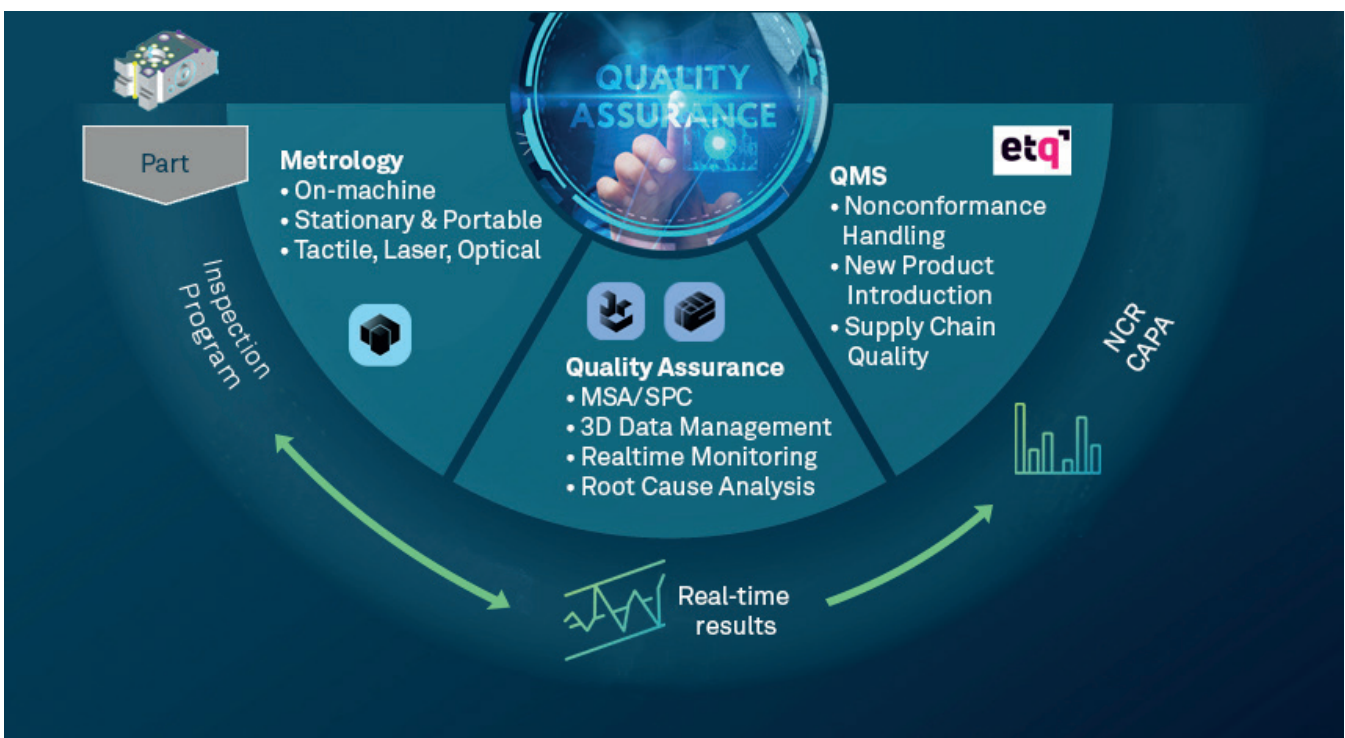 QUALITY
ASSURANCE
Part
Metrology
• On-machine
• Stationary & Portable
• Tactile, Laser, Optical
Inspection
Program
Quality Assurance
• MSA/SPC
• 3D Data Management
• Realtime Monitoring
• Root Cause Analysis
etq
QMS
• Nonconformance
Handling
• New Product
Introduction
• Supply Chain
Quality
NCR
CAPA
Real-time
results